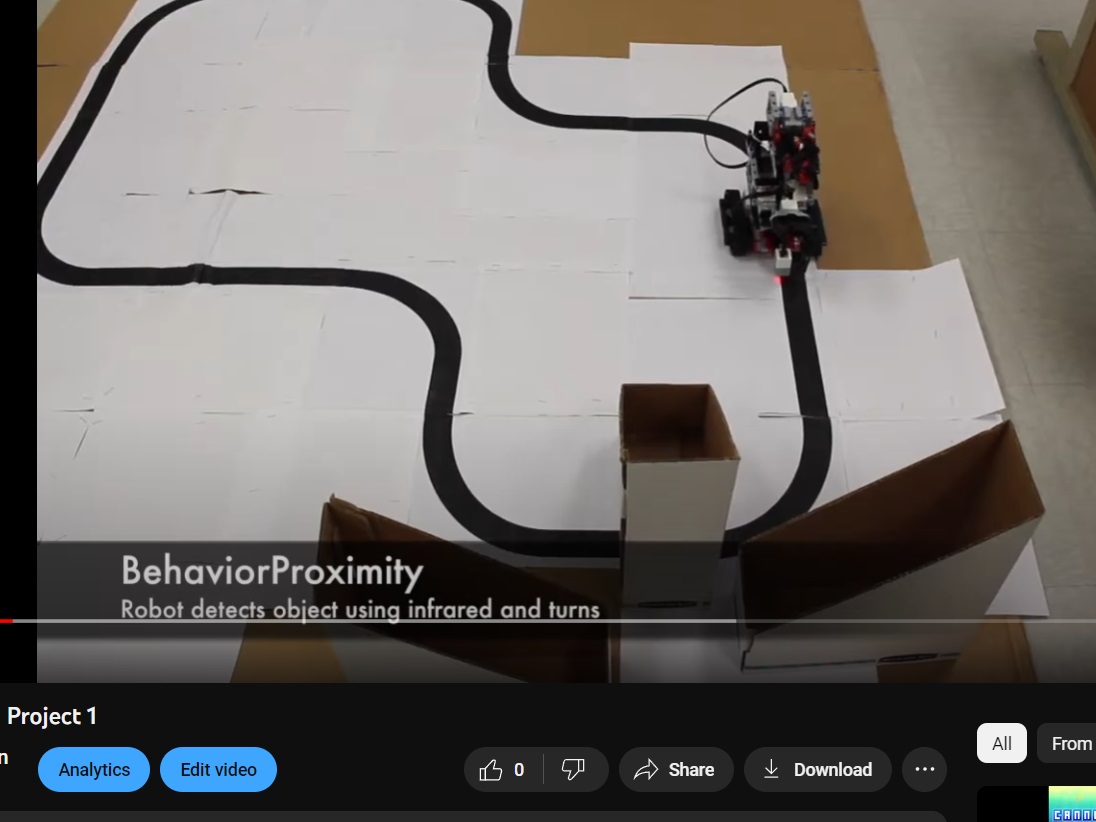 BehaviorProximity
Robot detects object using infrared and turns
Project 1
n
Analytics
Edit video
0
Share
Download
All
From